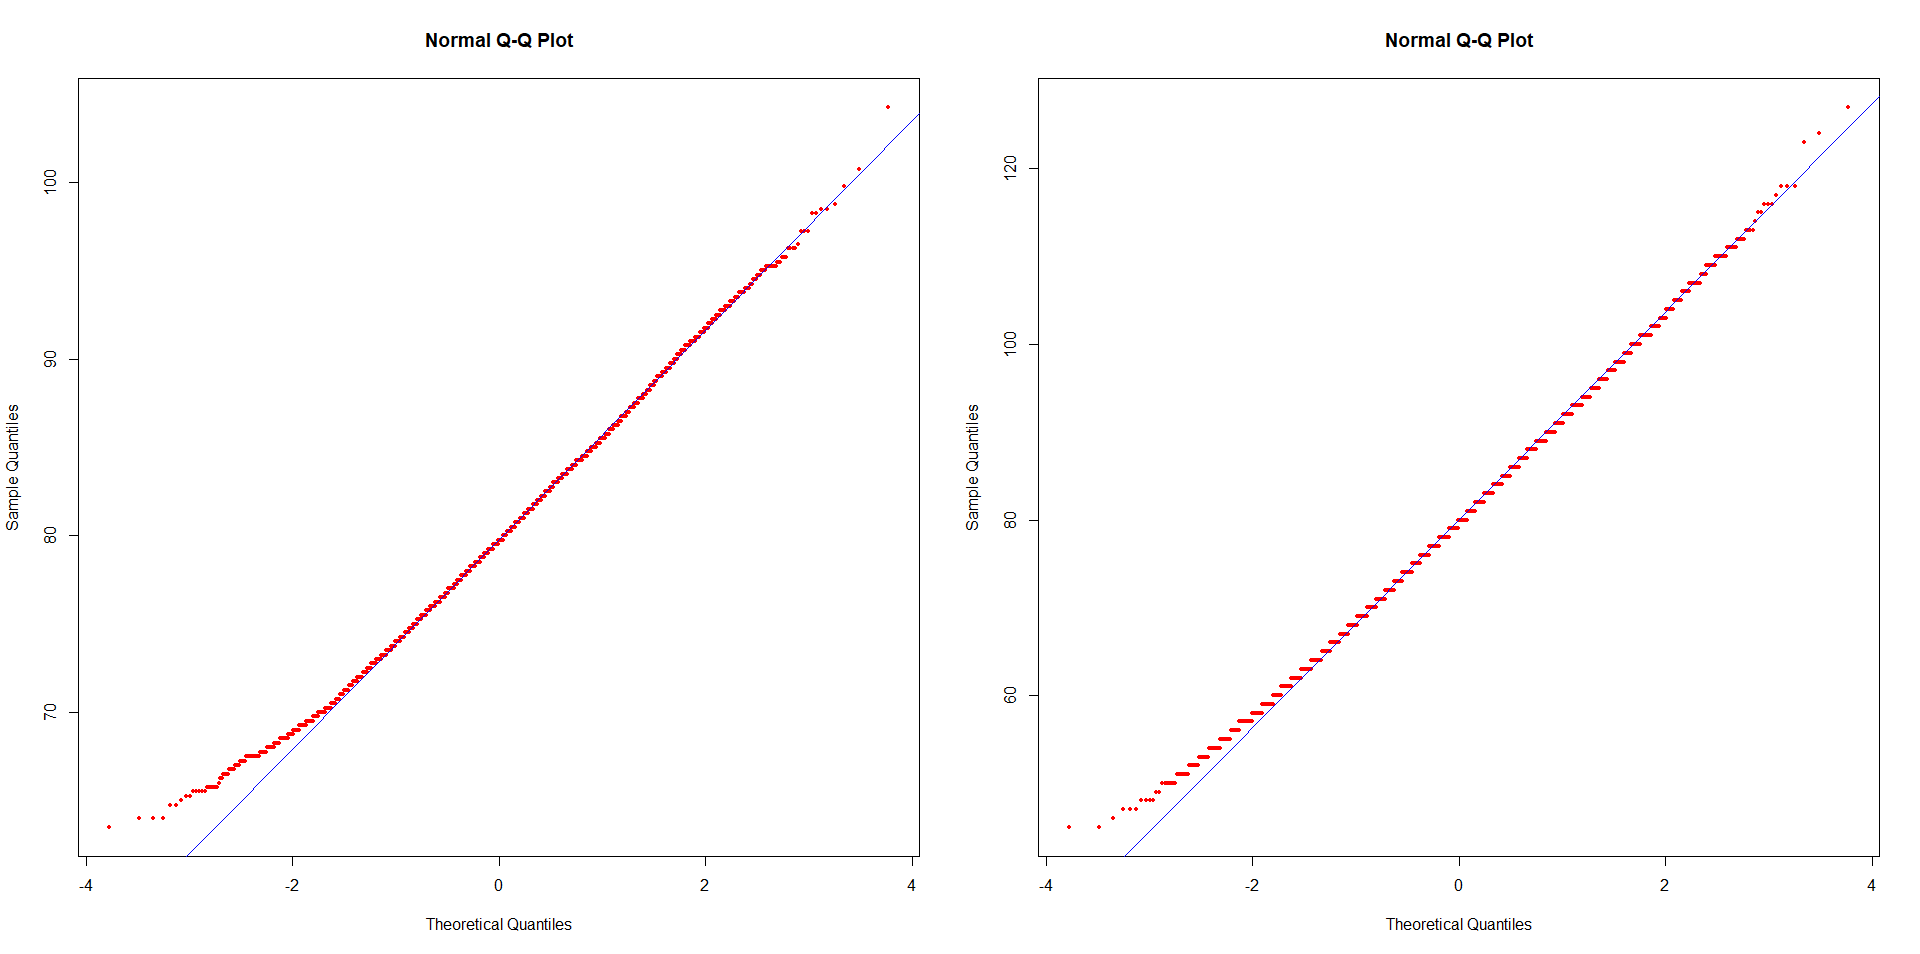 Normal Q-Q Plot
Sample Quantiles
100
90
80
70
-4 -2 0 2 4
Theoretical Quantiles
Normal Q-Q Plot
Sample Quantiles
120
100
80
60
-4 -2 0 2 4
Theoretical Quantiles